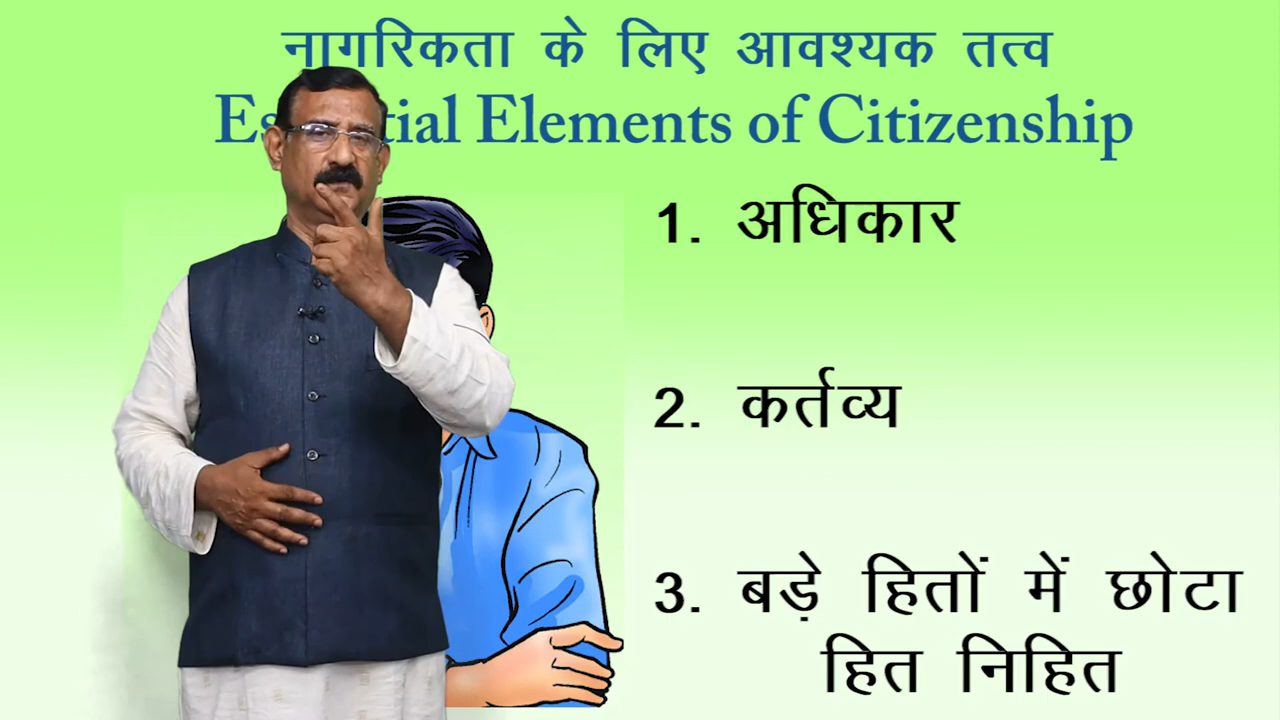 नागरिकता के लिए आवश्यक तत्व
Elements of Citizenship
1. अधिकार
2. कर्तव्य
3. बड़े हितों में छोटा
हित निहित